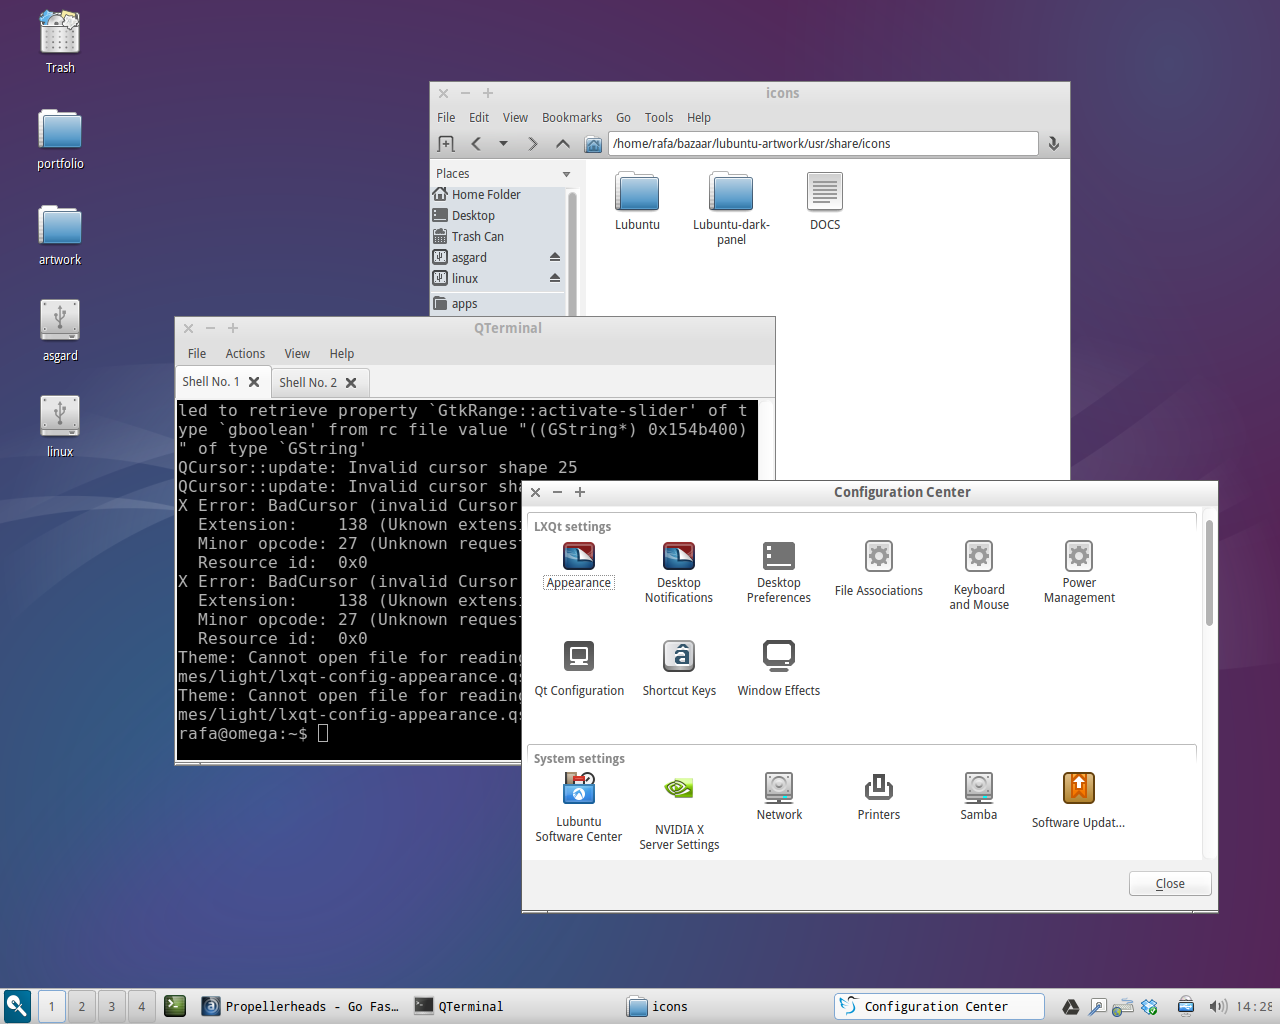 Trash
portfolio
artwork
asgard
linux
icons
File Edit View Bookmarks Go Tools Help
/home/rafa/bazaar/lubuntu-artwork/usr/share/icons
Places
Home Folder
Desktop
Trash Can
asgard
linux
apps
Lubuntu
Lubuntu-dark-
panel
DOCS
QTerminal
File Actions View Help
Shell No. 1 Shell No. 2
led to retrieve property `GtkRange::activate-slider' of t
ype `gboolean' from rc file value "((GString*) 0x154b400)
" of type `GString'
QCursor::update: Invalid cursor shape 25
QCursor::update: Invalid cursor sha
X Error: BadCursor (invalid Cursor
Extension: 138 (Uknown extensi
Minor opcode: 27 (Unknown request
Resource id: 0x0
X Error: BadCursor (invalid Cursor
Extension: 138 (Uknown extensi
Minor opcode: 27 (Unknown request
Resource id: 0x0
Theme: Cannot open file for reading
mes/light/lxqt-config-appearance.qs
Theme: Cannot open file for reading
mes/light/lxqt-config-appearance.qs
rafa@omega:~$
Configuration Center
LXQt settings
Appearance
Desktop
Notifications
Desktop
Preferences
File Associations
Keyboard
and Mouse
Power
Management
Qt Configuration
Shortcut Keys
Window Effects
System settings
Lubuntu
Software Center
NVIDIA X
Server Settings
Network
Printers
Samba
Software Updat...
Close
1 2 3 4 Propellerheads - Go Fas... QTerminal icons Configuration Center 14:28